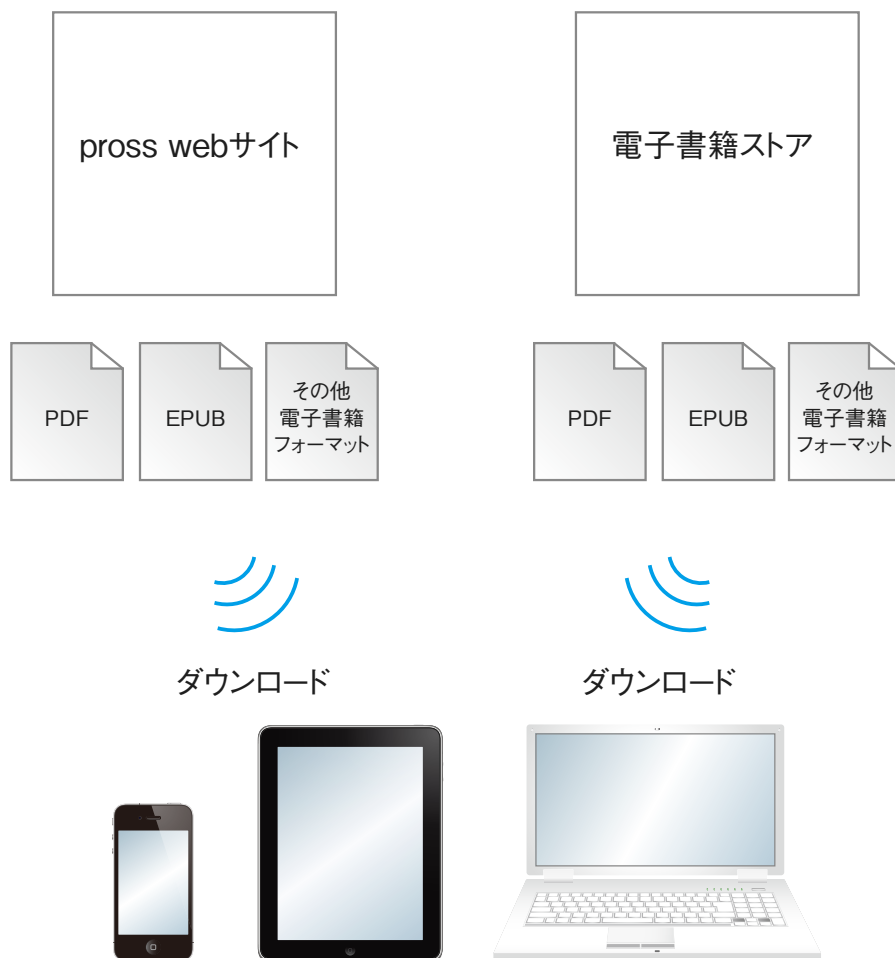 pross webサイト
電子書籍ストア
PDF
EPUB
その他
電子書籍
フォーマット
PDF
EPUB
その他
電子書籍
フォーマット
ダウンロード
ダウンロード